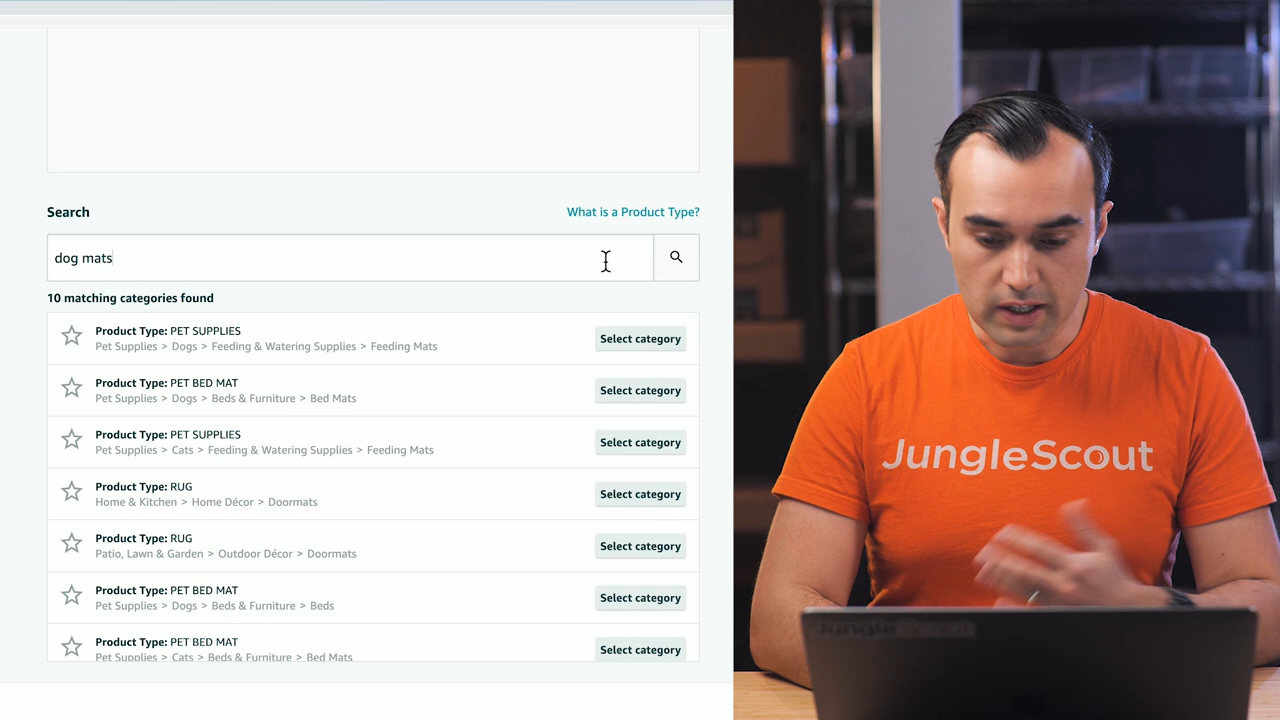 Search
What is a Product Type?
dog mats
10 matching categories found
Product Type: PET SUPPLIES
Pet Supplies > Dogs > Feeding & Watering Supplies > Feeding Mats
Select category
Product Type: PET BED MAT
Pet Supplies > Dogs > Beds & Furniture > Bed Mats
Select category
Product Type: PET SUPPLIES
Pet Supplies > Cats > Feeding & Watering Supplies > Feeding Mats
Select category
Product Type: RUG
Home & Kitchen > Home Décor > Doormats
Select category
Product Type: RUG
Patio, Lawn & Garden > Outdoor Décor > Doormats
Select category
Product Type: PET BED MAT
Pet Supplies > Dogs > Beds & Furniture > Beds
Select category
Product Type: PET BED MAT
Pet Supplies > Cats > Beds & Furniture > Bed Mats
Select category
JungleScout
JungleScout